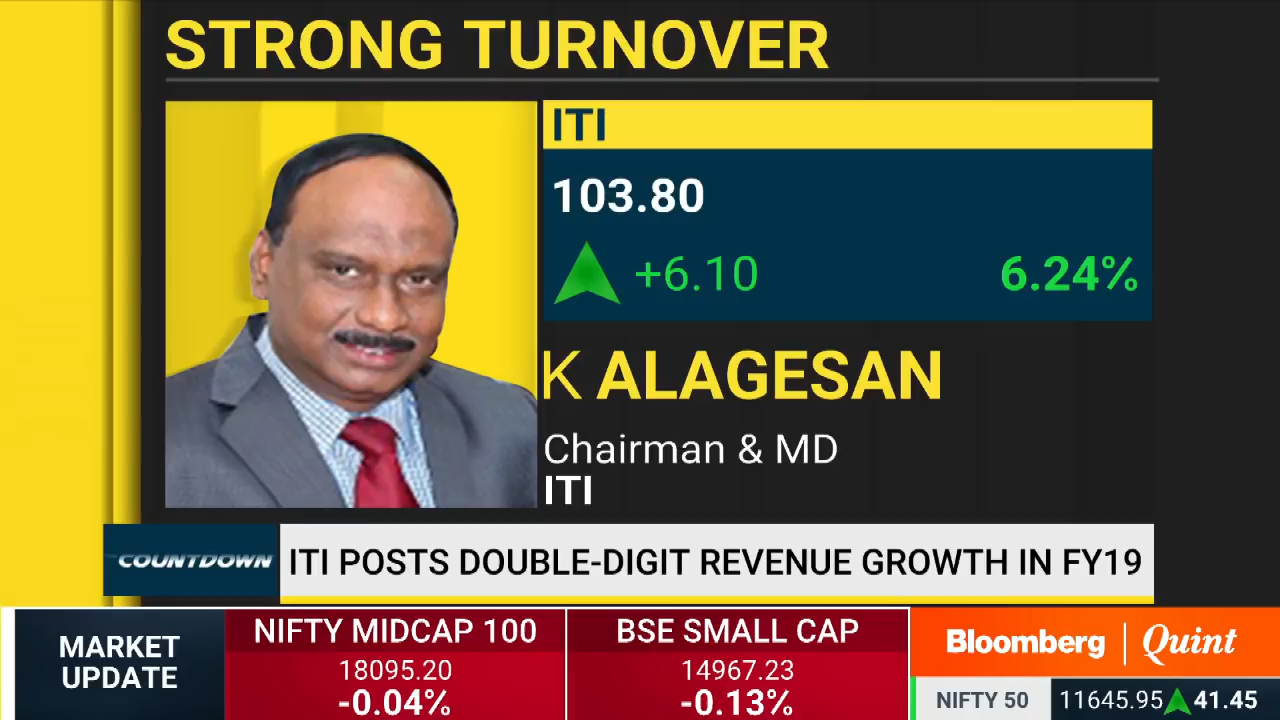 STRONG TURNOVER
ITI
103.80
+6.10 6.24%
K ALAGESAN
Chairman & MD
ITI
COUNTDOWN
ITI POSTS DOUBLE-DIGIT REVENUE GROWTH IN FY19
MARKET
UPDATE
NIFTY MIDCAP 100
18095.20
-0.04%
BSE SMALL CAP
14967.23
-0.13%
Bloomberg | Quint
NIFTY 50 11645.95 41.45